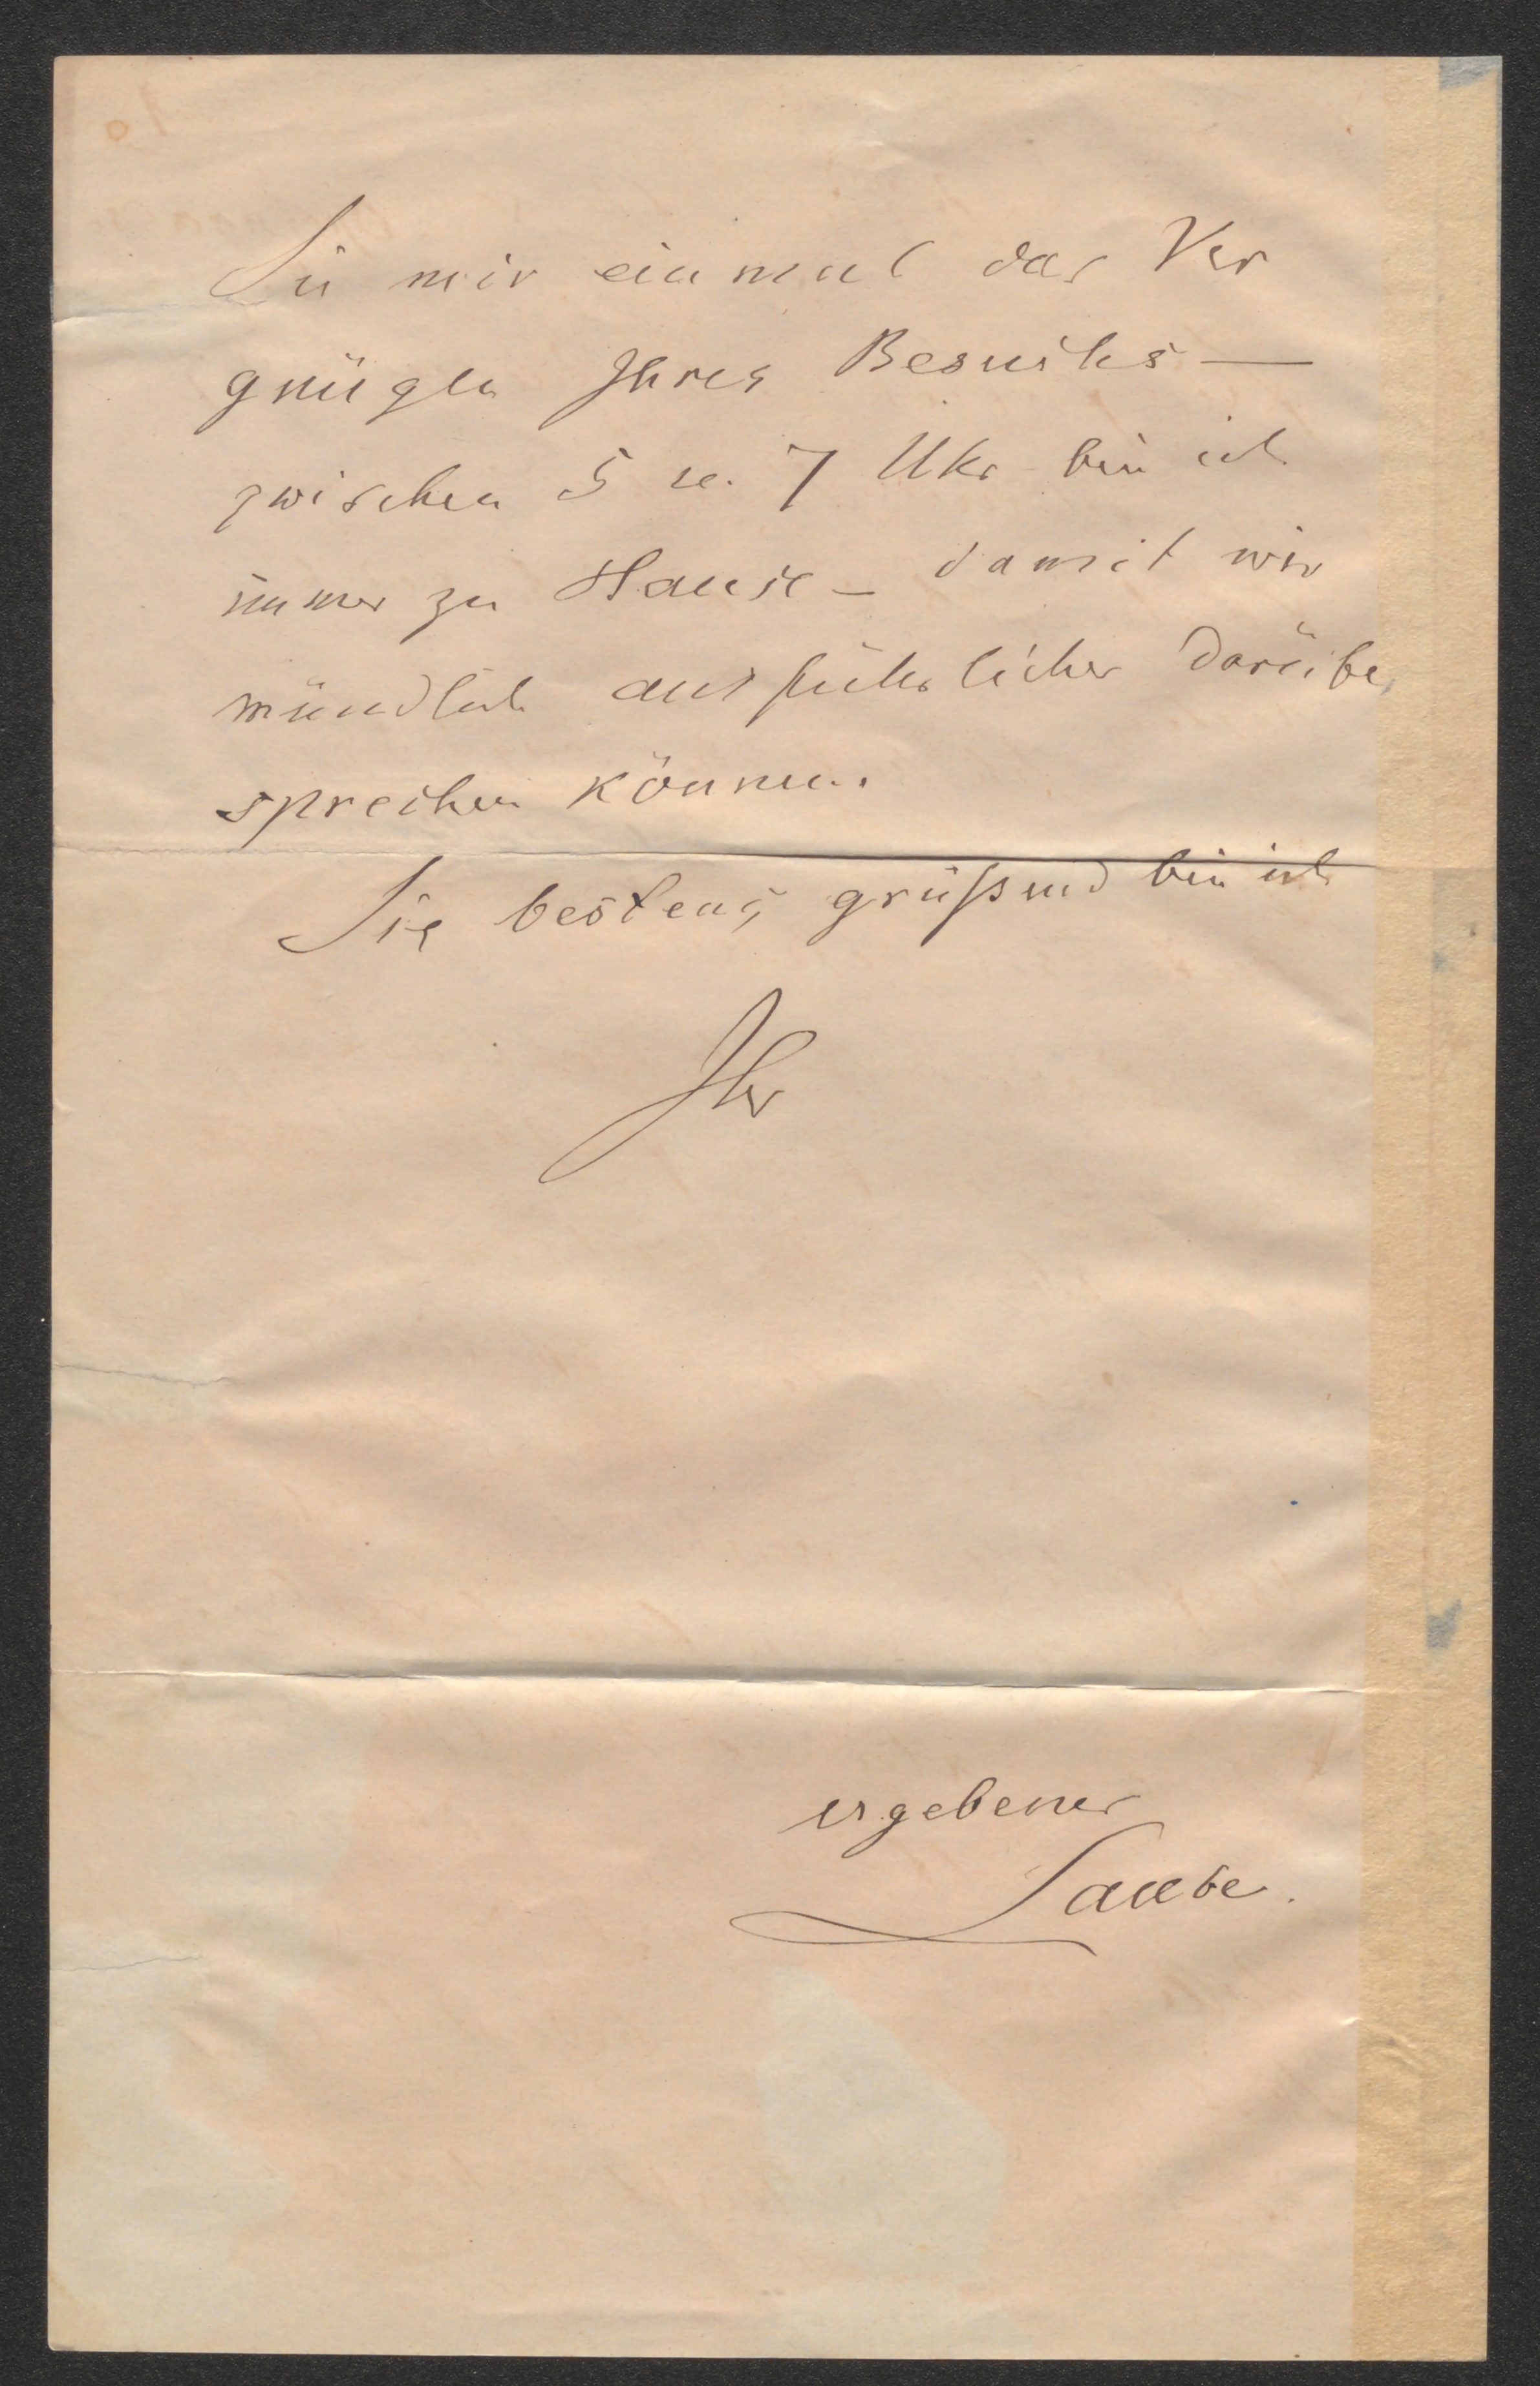 Sie mir einmal das Ver
gnügen Ihres Besuches —
zwischen 5 u. 7 Uhr bin ich
immer zu Hause – damit wir
mündlich ausführlicher darüber
sprechen können.
Sie bestens grüßend bin ich
Ihr
ergebener
Laube.